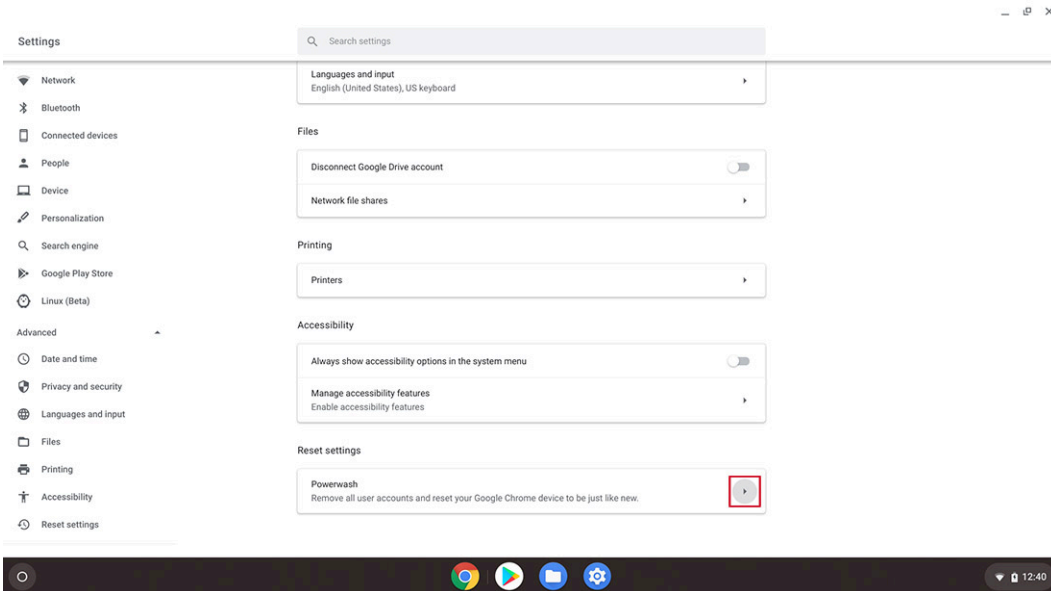 Settings
Search settings
Network
Bluetooth
Connected devices
People
Device
Personalization
Search engine
Google Play Store
Linux (Beta)
Advanced
Date and time
Privacy and security
Languages and input
Files
Printing
Accessibility
Reset settings
Languages and input
English (United States), US keyboard
Files
Disconnect Google Drive account
Network file shares
Printing
Printers
Accessibility
Always show accessibility options in the system menu
Manage accessibility features
Enable accessibility features
Reset settings
Powerwash
Remove all user accounts and reset your Google Chrome device to be just like new.
12:40